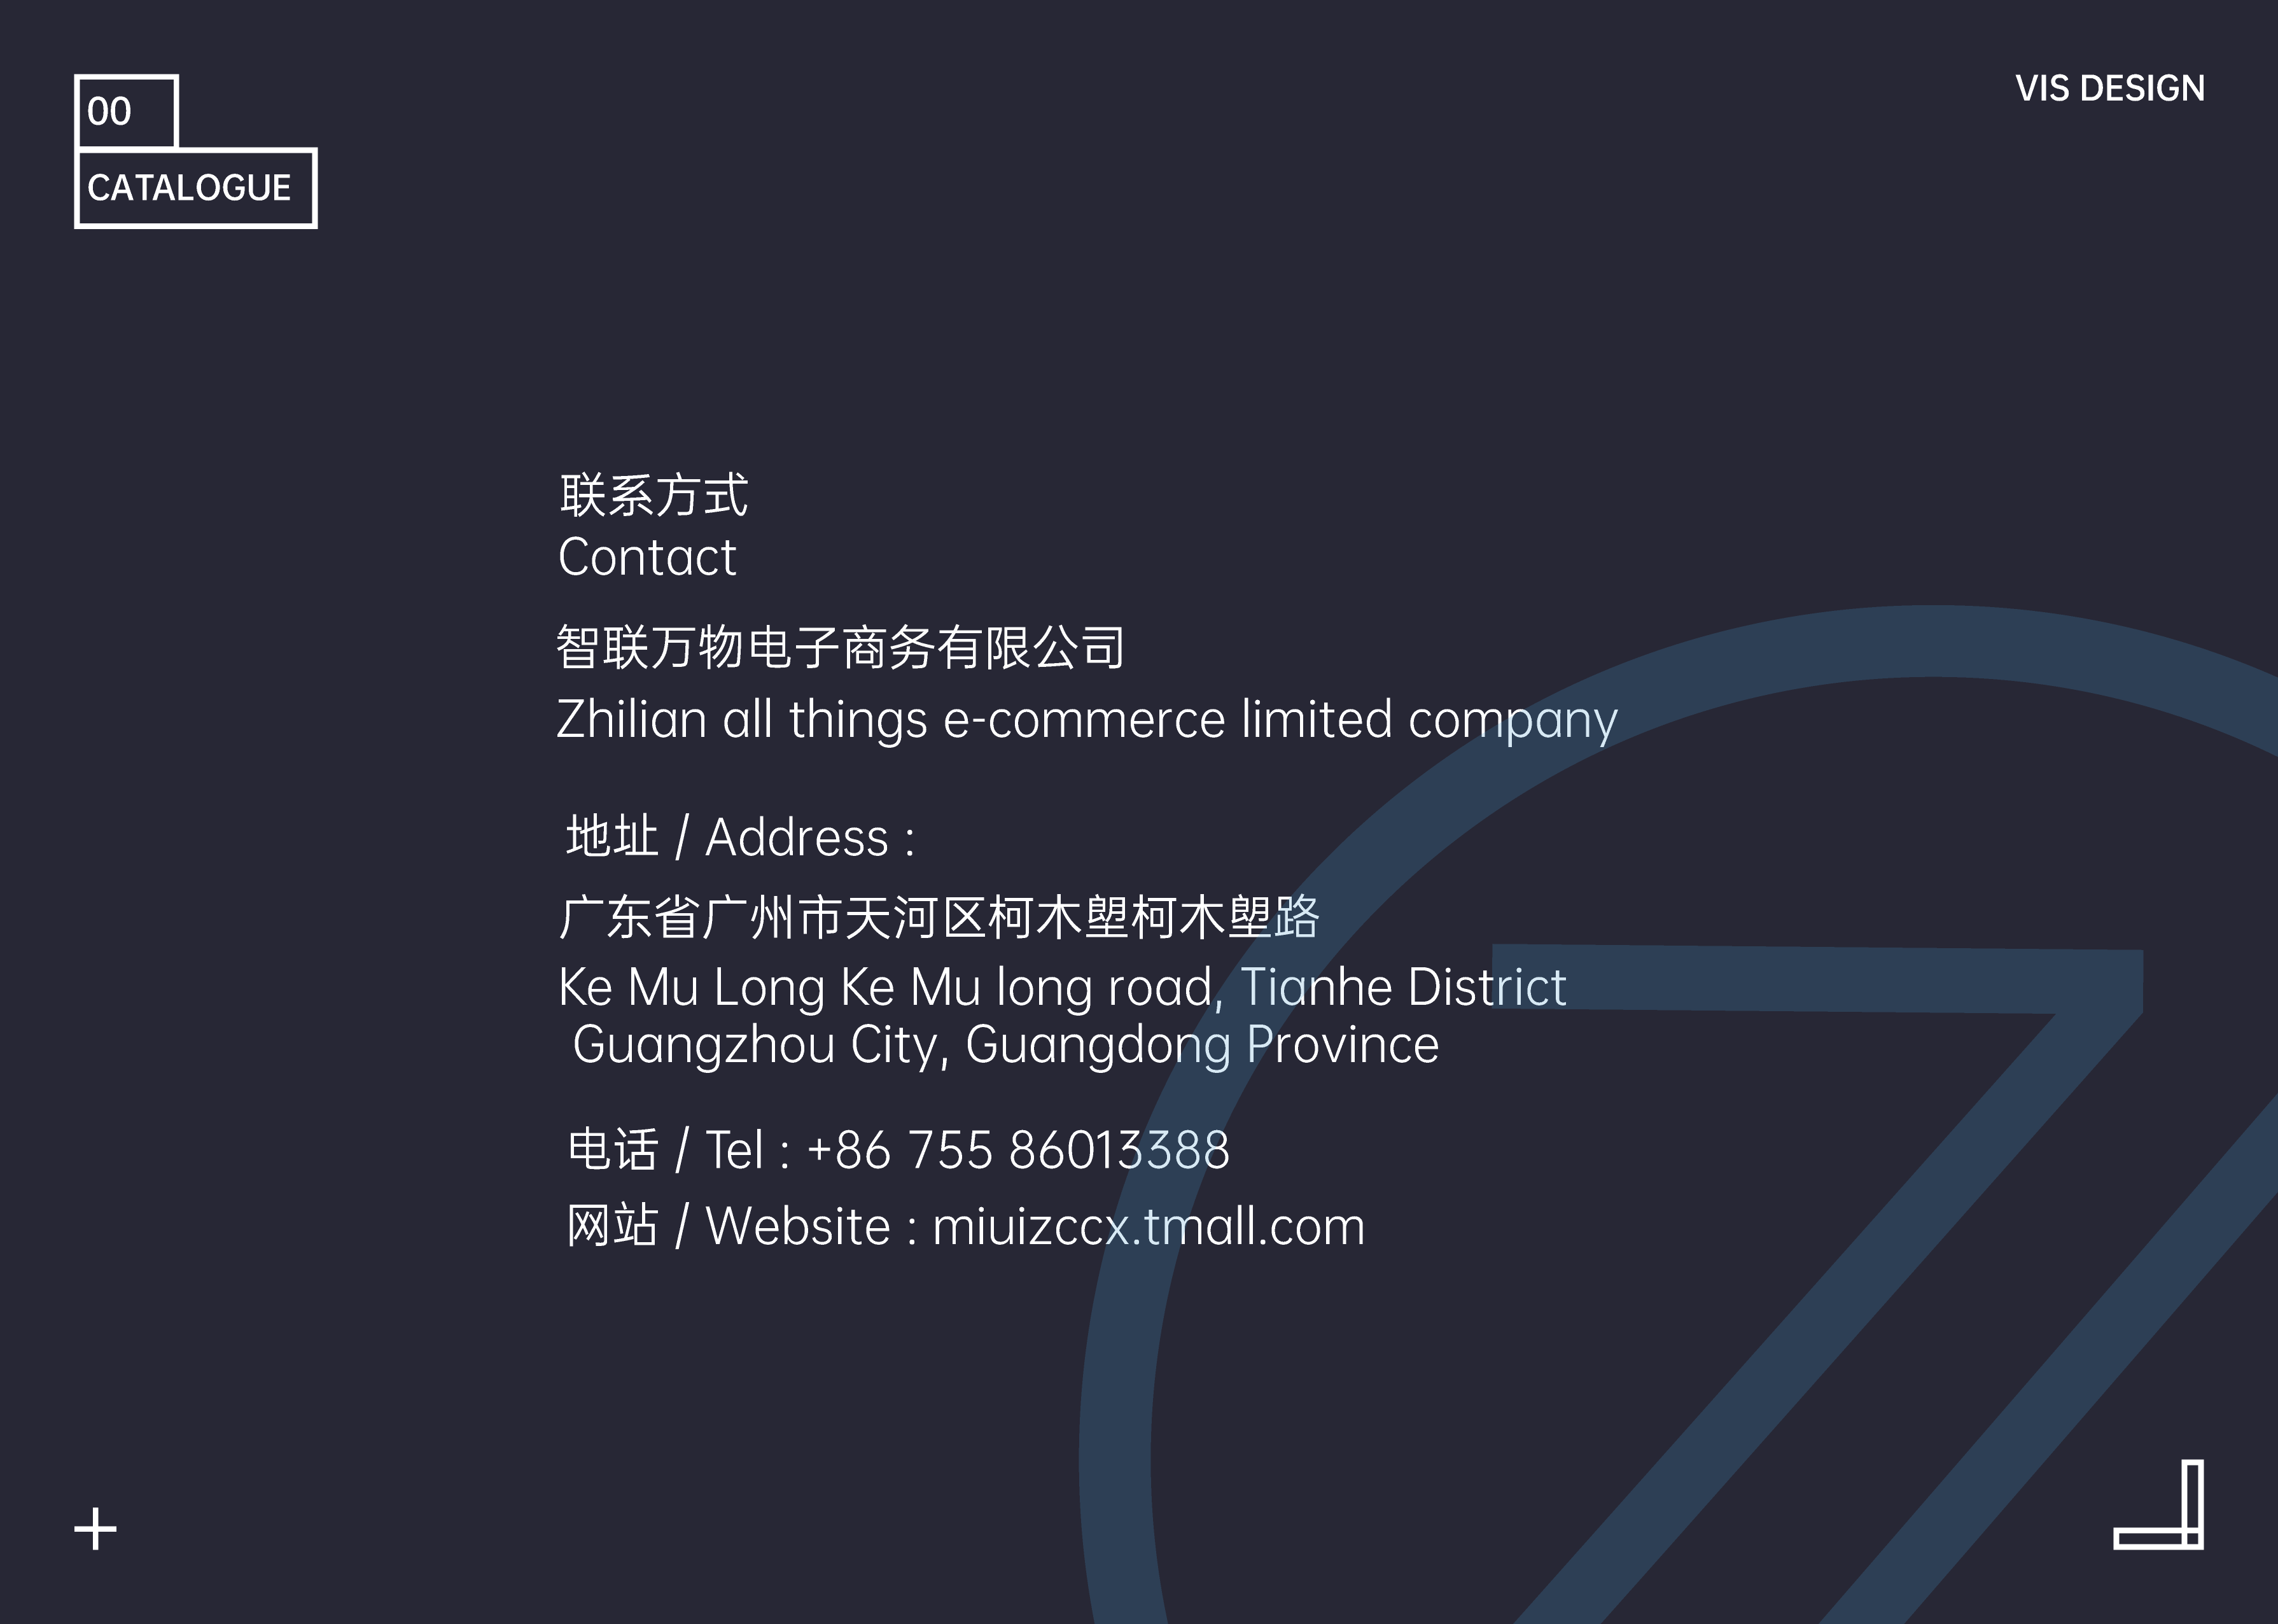 00
CATALOGUE
VIS DESIGN
联系方式
Contact
智联万物电子商务有限公司
Zhilian all things e-commerce limited company
地址 / Address :
广东省广州市天河区柯木塱柯木塱路
Ke Mu Long Ke Mu long road, Tianhe District
Guangzhou City, Guangdong Province
电话 / Tel : +86 755 86013388
网站 / Website : miuizccx.tmall.com